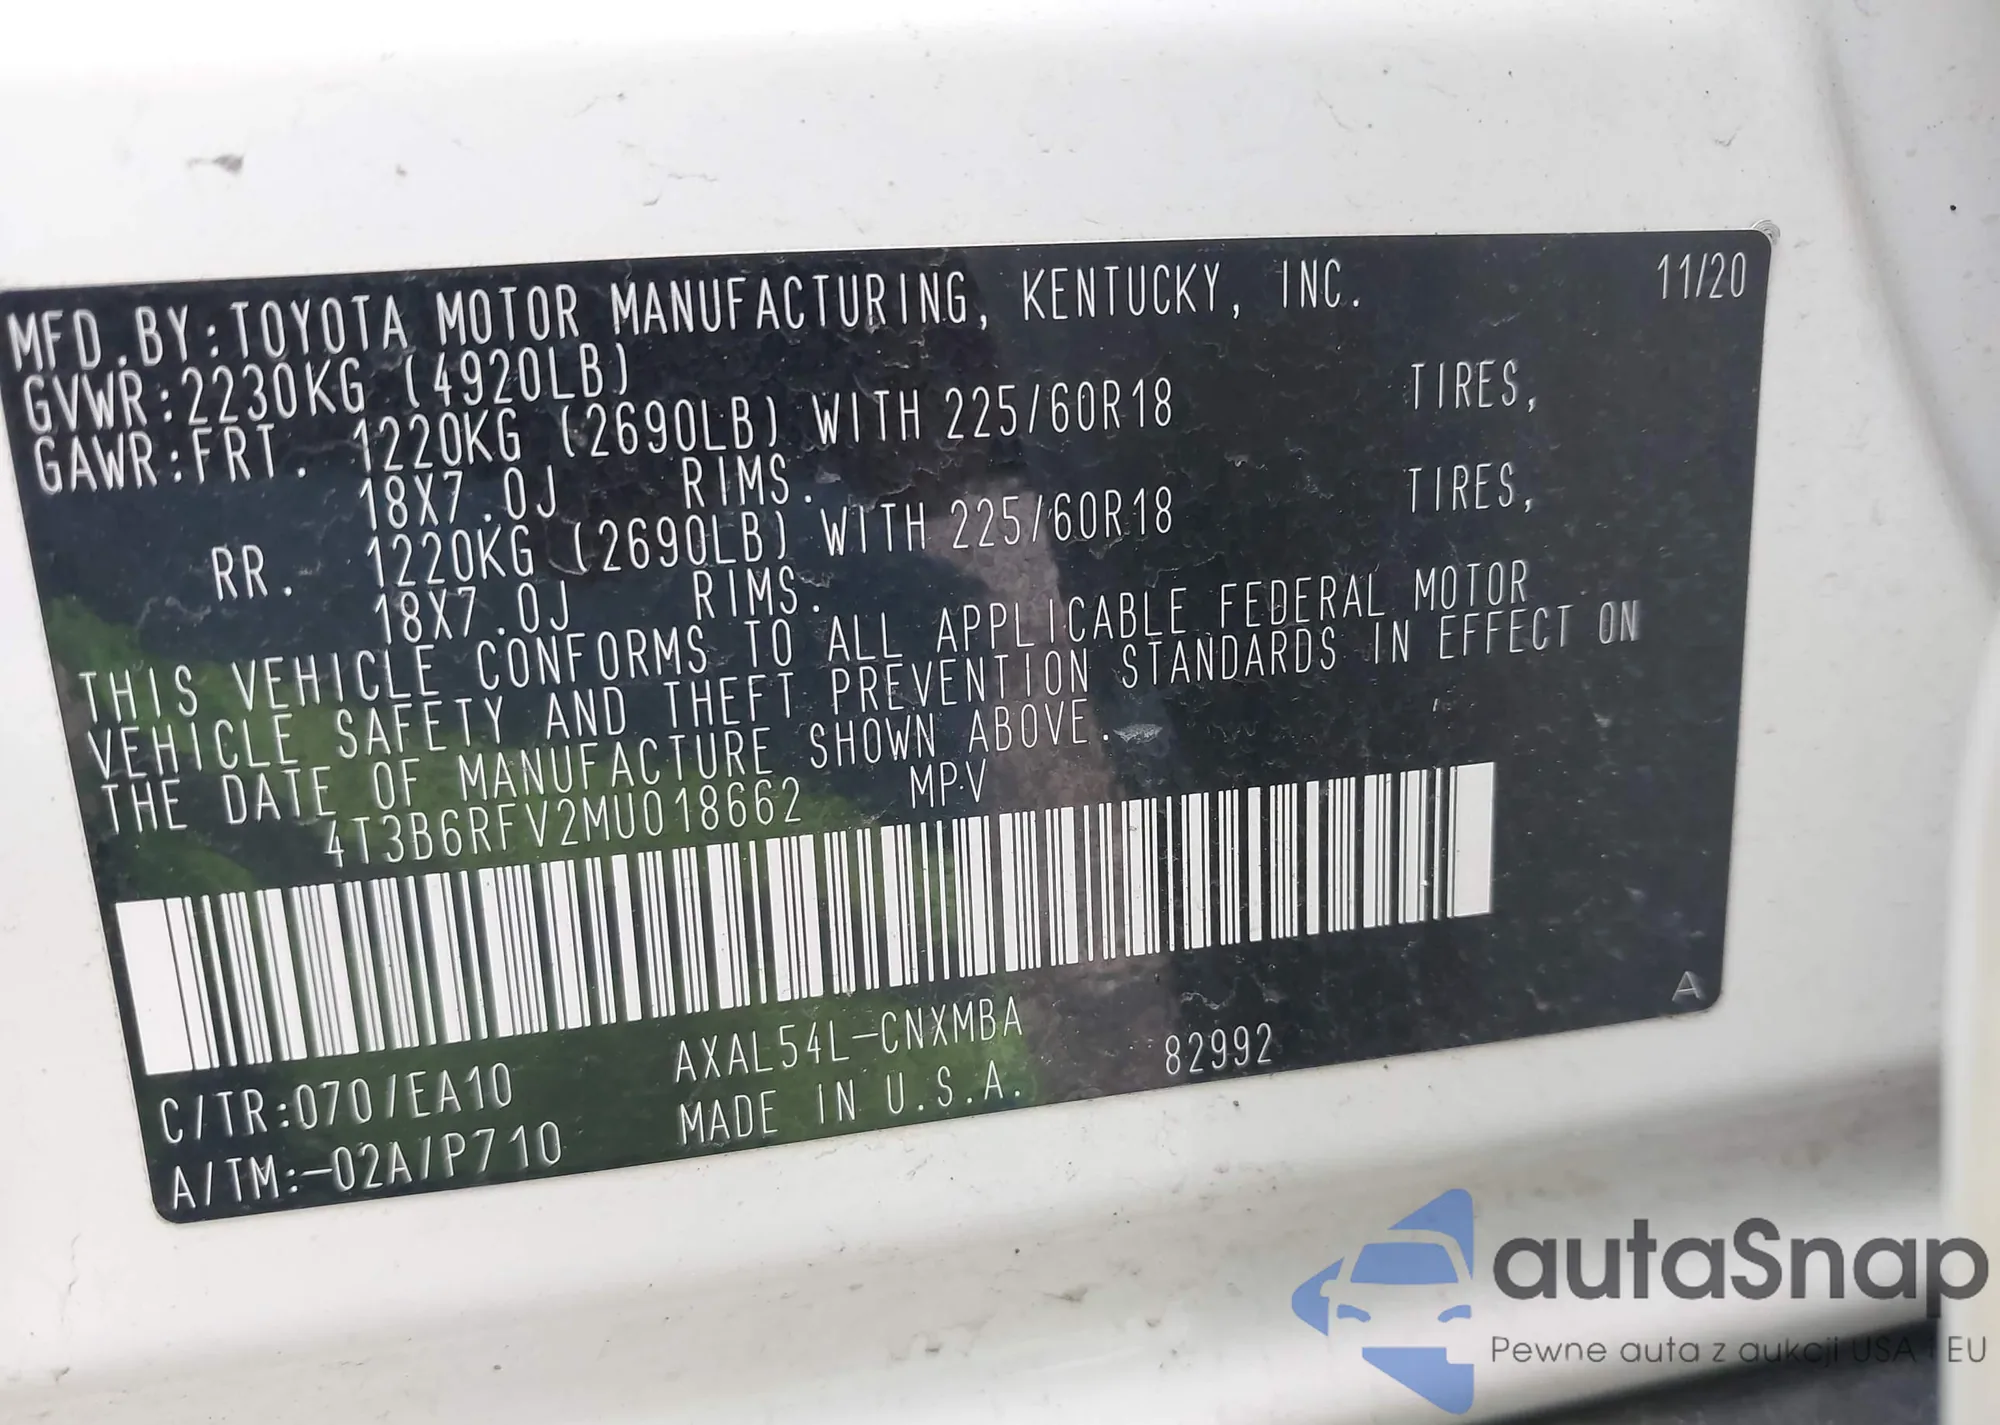 MFD.BY:TOYOTA MOTOR MANUFACTURING, KENTUCKY, INC. 11/20
GVWR:2230KG (4920LB)
GAWR:FRT. 1220KG (2690LB) WITH 225/60R18 TIRES,
18X7.0J RIMS.
RR. 1220KG (2690LB) WITH 225/60R18 TIRES,
18X7.0J RIMS.
THIS VEHICLE CONFORMS TO ALL APPLICABLE FEDERAL MOTOR
VEHICLE SAFETY AND THEFT PREVENTION STANDARDS IN EFFECT ON
THE DATE OF MANUFACTURE SHOWN ABOVE.
4T3B6RFV2MU018662 MPV
A
C/TR:070/EA10 AXAL54L-CNXMBA 82992
A/TM:-02A/P710 MADE IN U.S.A.
autaSnap
Pewne auta z aukcji USA i EU